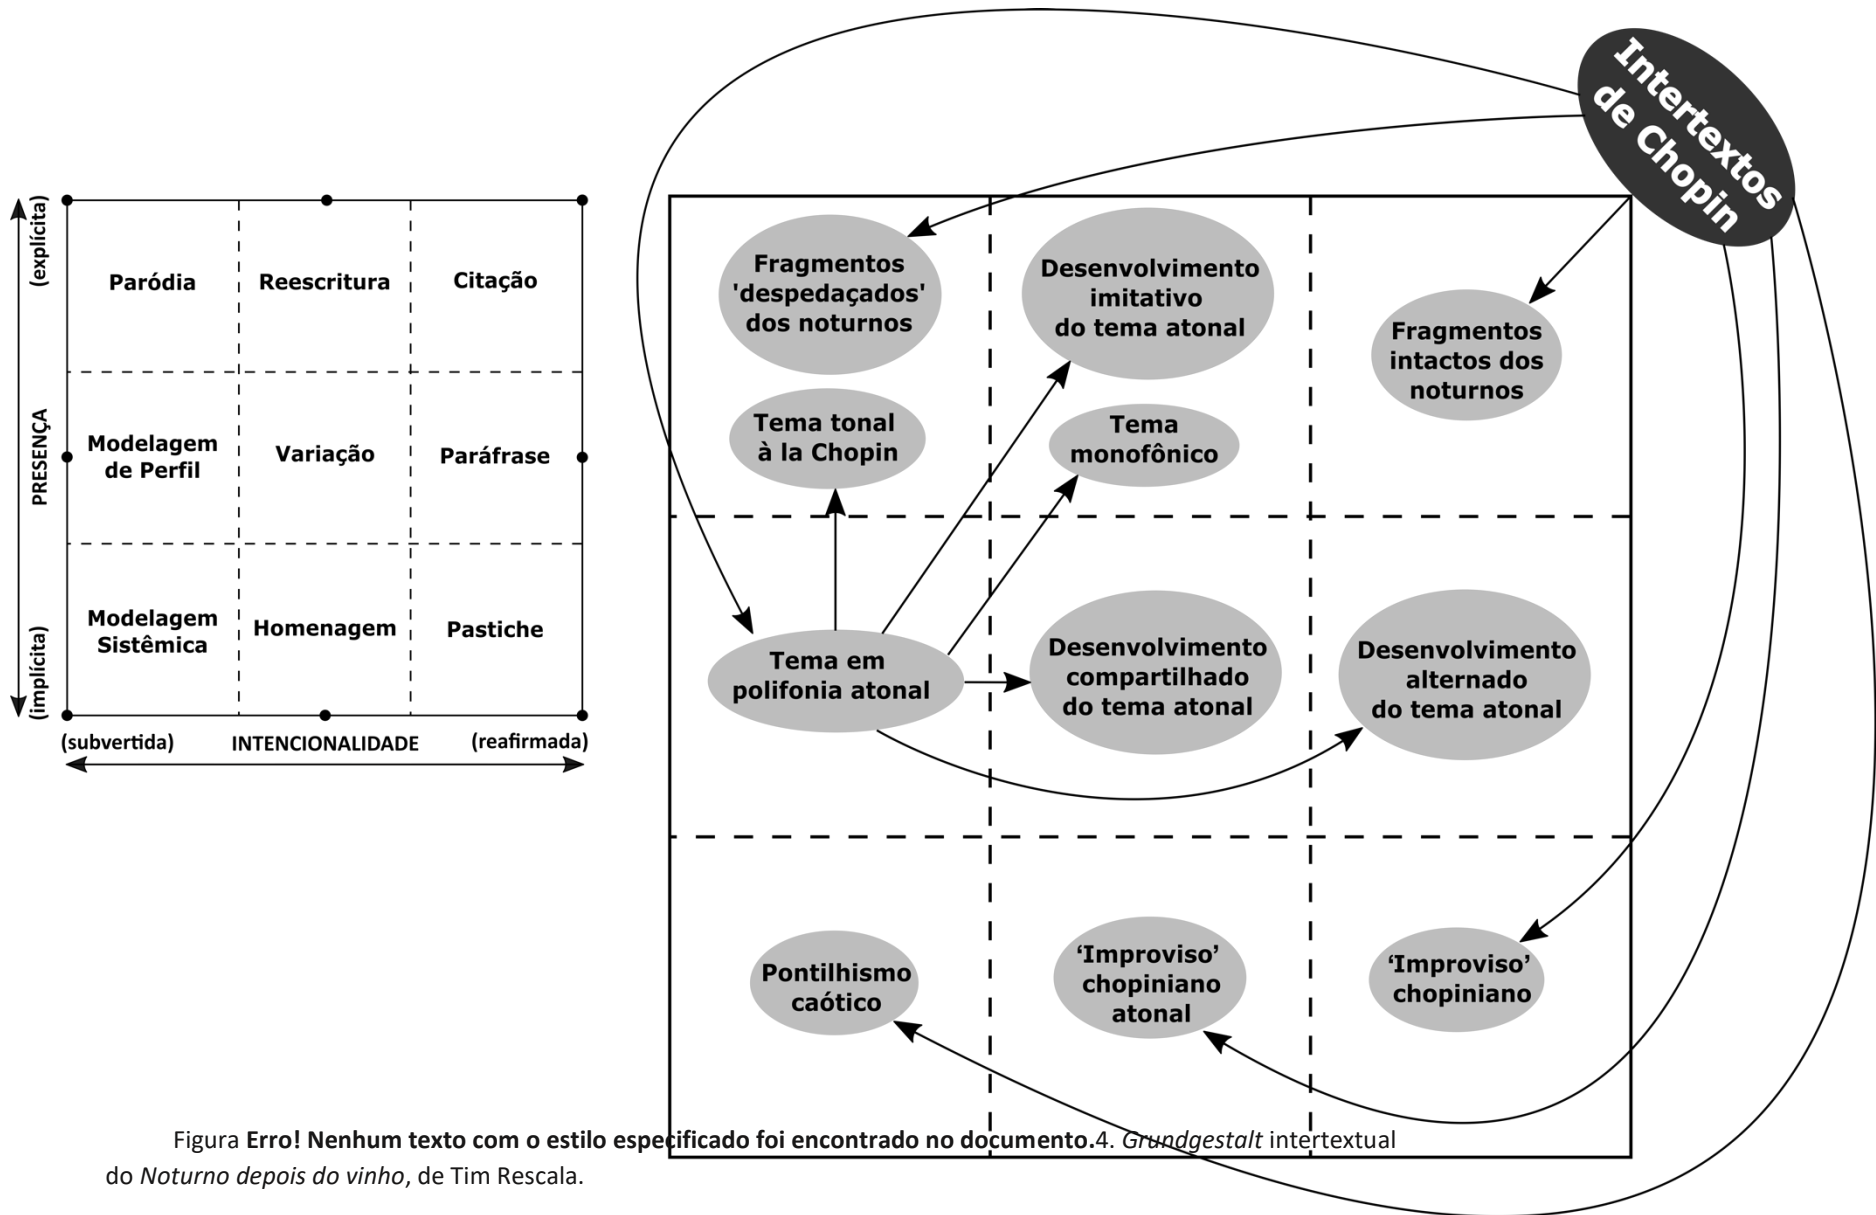 Intertextos
de Chopin
(explícita)
PRESENÇA
(implícita)
Paródia
Reescritura
Citação
Modelagem
de Perfil
Variação
Paráfrase
Modelagem
Sistêmica
Homenagem
Pastiche
(subvertida)
INTENCIONALIDADE
(reafirmada)
Fragmentos
'despedaçados'
dos noturnos
Desenvolvimento
imitativo
do tema atonal
Fragmentos
intactos dos
noturnos
Tema tonal
à la Chopin
Tema
monofônico
Tema em
polifonia atonal
Desenvolvimento
compartilhado
do tema atonal
Desenvolvimento
alternado
do tema atonal
Pontilhismo
caótico
‘Improviso’
chopiniano
atonal
‘Improviso’
chopiniano
Figura Erro! Nenhum texto com o estilo especificado foi encontrado no documento.4. Grundgestalt intertextual
do Noturno depois do vinho, de Tim Rescala.